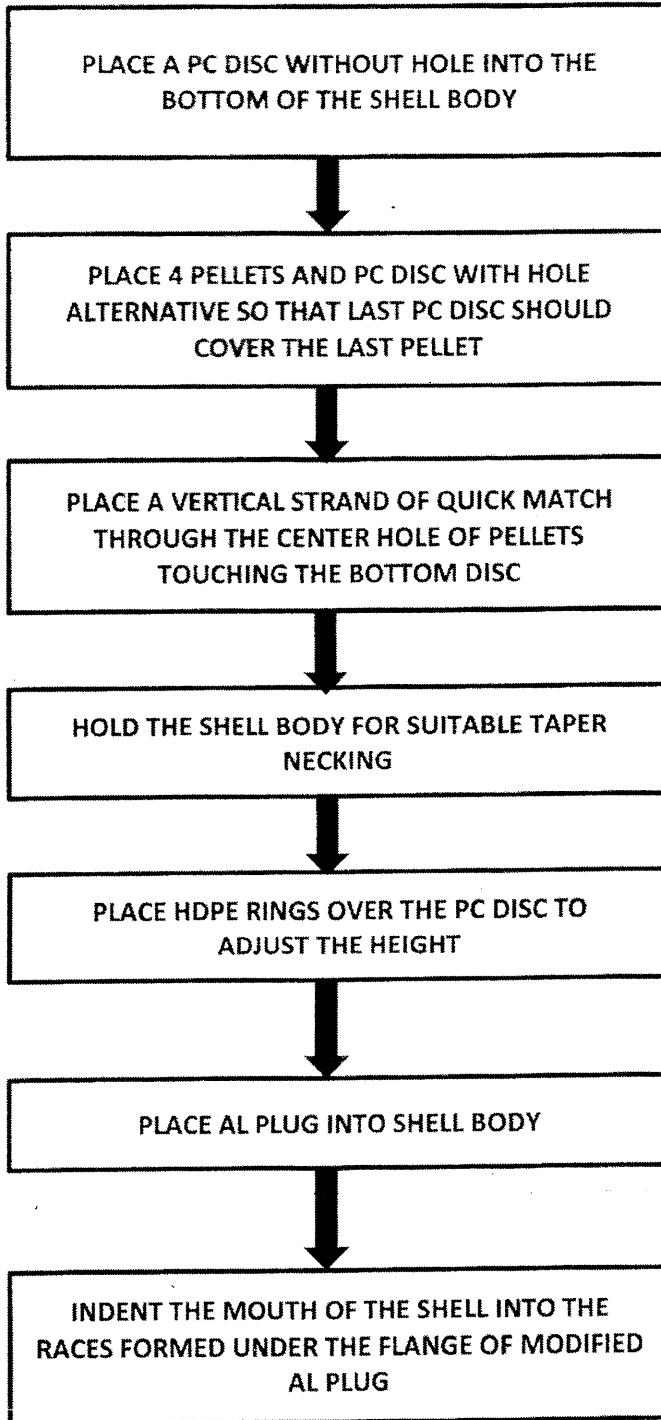 PLACE A PC DISC WITHOUT HOLE INTO THE
BOTTOM OF THE SHELL BODY
PLACE 4 PELLETS AND PC DISC WITH HOLE
ALTERNATIVE SO THAT LAST PC DISC SHOULD
COVER THE LAST PELLET
PLACE A VERTICAL STRAND OF QUICK MATCH
THROUGH THE CENTER HOLE OF PELLETS
TOUCHING THE BOTTOM DISC
HOLD THE SHELL BODY FOR SUITABLE TAPER
NECKING
PLACE HDPE RINGS OVER THE PC DISC TO
ADJUST THE HEIGHT
PLACE AL PLUG INTO SHELL BODY
INDENT THE MOUTH OF THE SHELL INTO THE
RACES FORMED UNDER THE FLANGE OF MODIFIED
AL PLUG